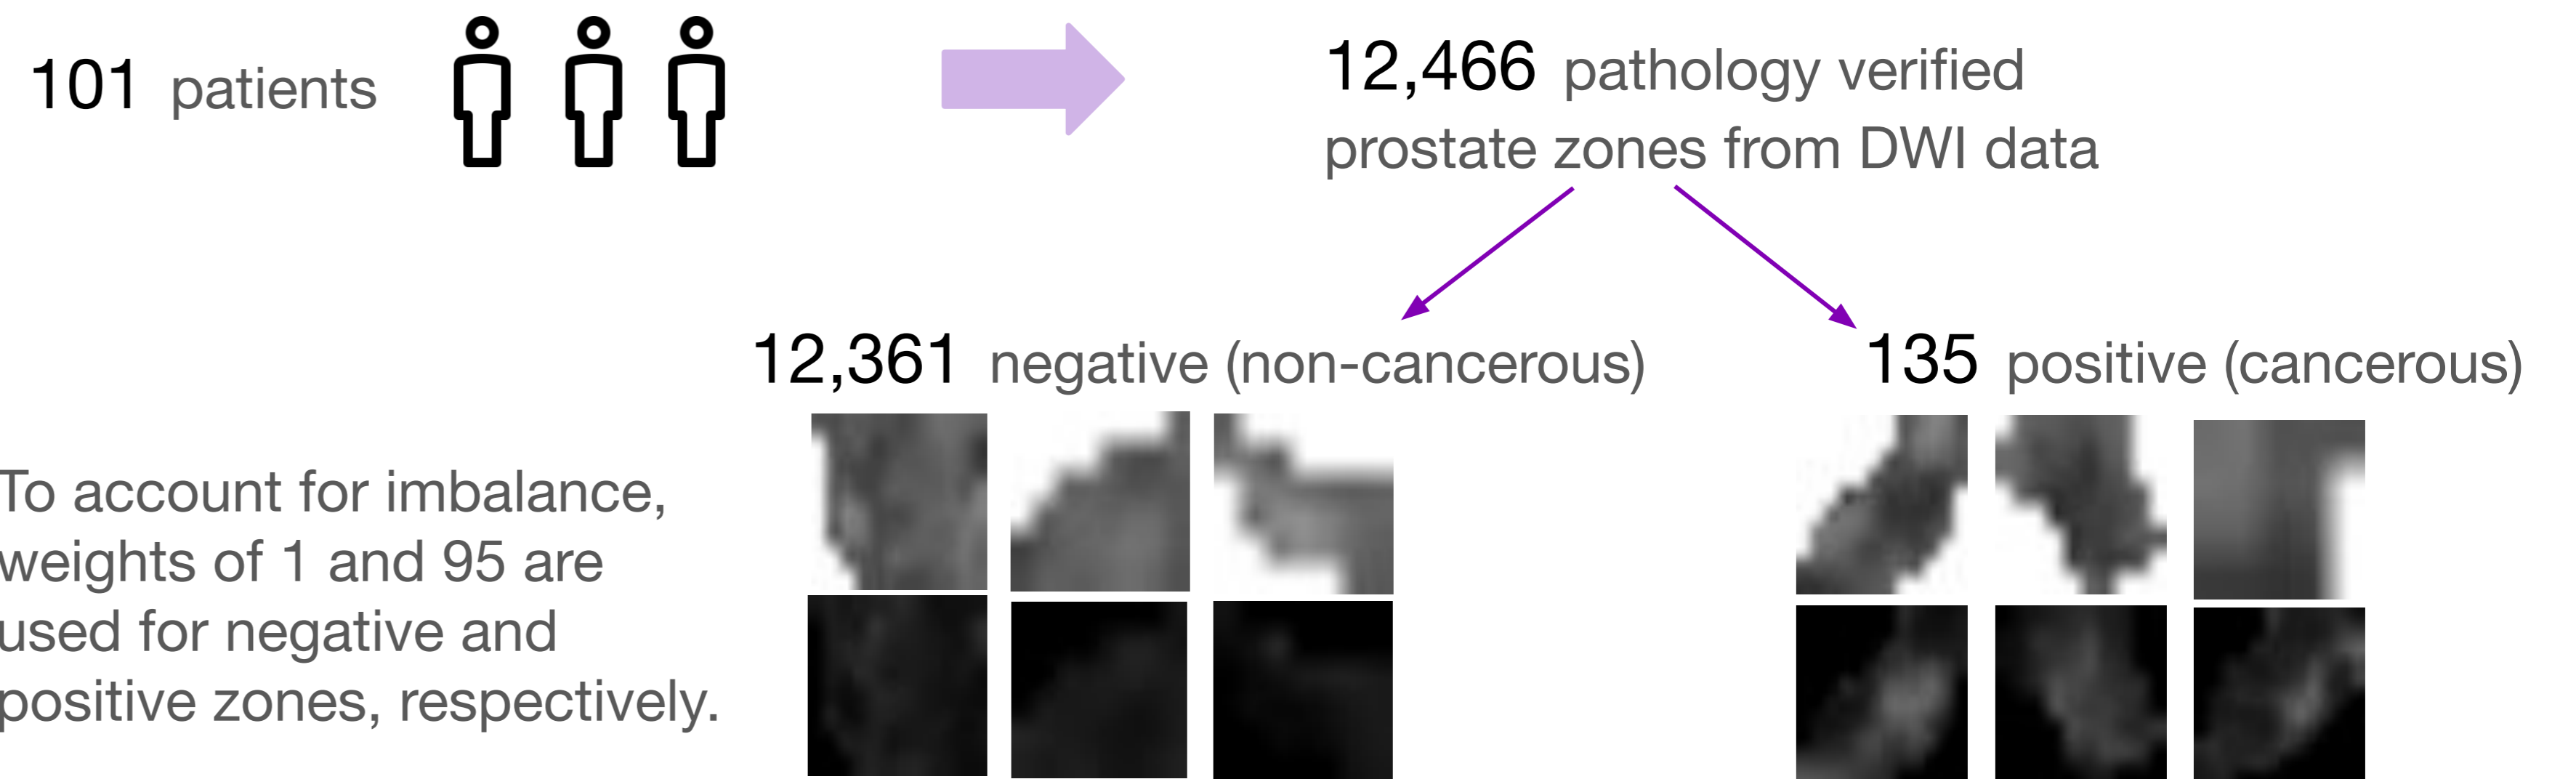 101 patients
12,466 pathology verified
prostate zones from DWI data
12,361 negative (non-cancerous)
135 positive (cancerous)
To account for imbalance,
weights of 1 and 95 are
used for negative and
positive zones, respectively.